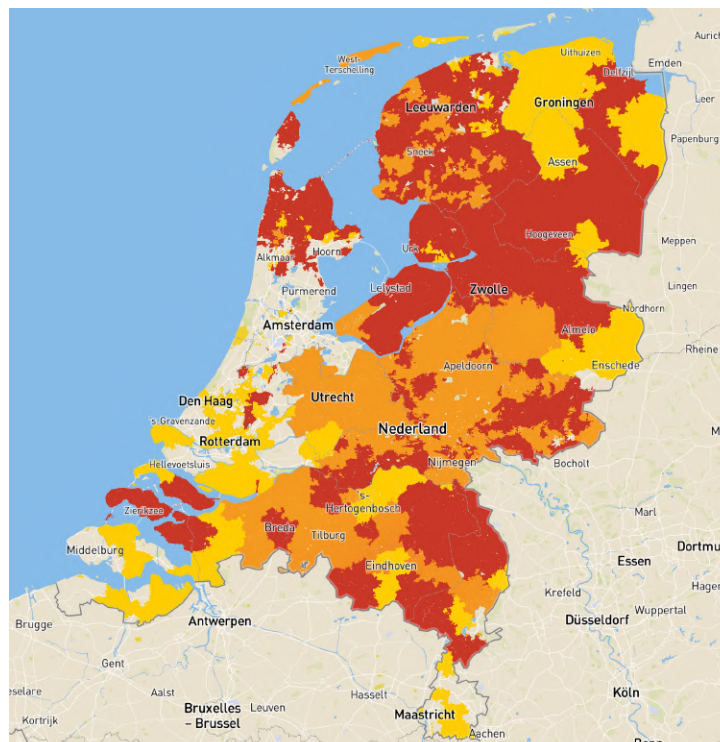 Aurich
Uithuizen
West-
Terschelling
Delfzijl
Emden
Leer
Leeuwarden
Groningen
Papenburg
Sneek
Assen
Hoogeveen
Meppen
Urk
Alkmaar
Hoorn
Lingen
Lelystad
Zwolle
Purmerend
Nordhorn
Amsterdam
Almelo
Rheine
Apeldoorn
Enschede
Den Haag
Utrecht
's-Gravenzande
Nederland
Rotterdam
Hellevoetsluis
Nijmegen
Bocholt
's-
Hertogenbosch
Zierikzee
Marl
Breda
Tilburg
Dortmu
Middelburg
Essen
Eindhoven
Hagen
Krefeld
Wuppertal
Antwerpen
Düsseldorf
Brugge
Gent
Köln
eselare
Aalst
Hasselt
Bruxelles
– Brussel
Leuven
Kortrijk
Maastricht
Aachen